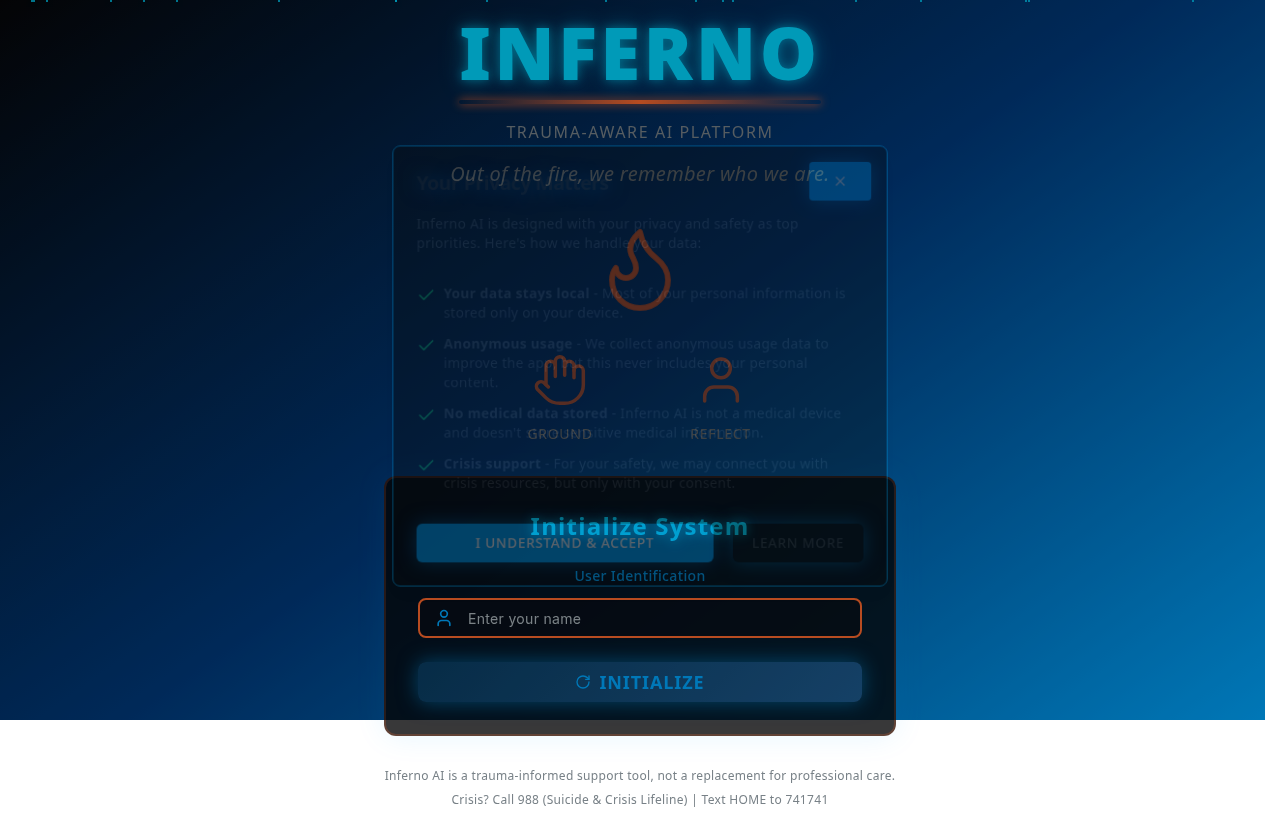 INFERNO
TRAUMA-AWARE AI PLATFORM
Out of the fire, we remember who we are.
Your Privacy Matters
Inferno AI is designed with your privacy and safety as top
priorities. Here's how we handle your data:
Your data stays local - Most of your personal information is
stored only on your device.
Anonymous usage - We collect anonymous usage data to
improve the app, but this never includes your personal
content.
No medical data stored - Inferno AI is not a medical device
and doesn't store sensitive medical information.
GROUND
REFLECT
Crisis support - For your safety, we may connect you with
crisis resources, but only with your consent.
Initialize System
I UNDERSTAND & ACCEPT
LEARN MORE
User Identification
Enter your name
INITIALIZE
Inferno AI is a trauma-informed support tool, not a replacement for professional care.
Crisis? Call 988 (Suicide & Crisis Lifeline) | Text HOME to 741741